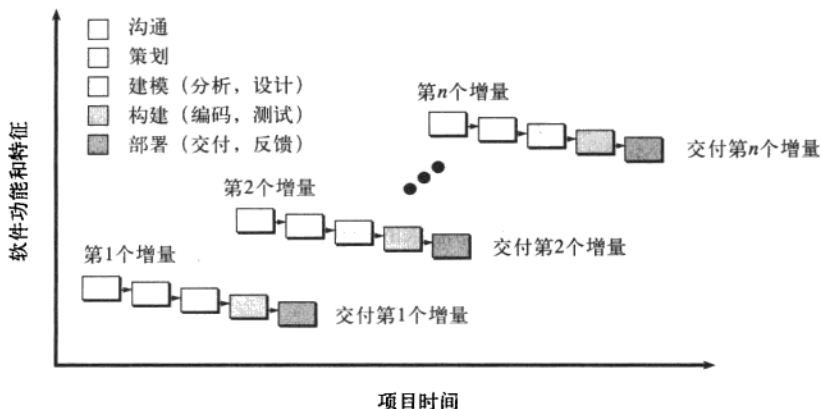 沟通
策划
建模（分析，设计）
构建（编码，测试）
部署（交付，反馈）
第n个增量
交付第n个增量
第2个增量
交付第2个增量
第1个增量
交付第1个增量
软件功能和特征
项目时间